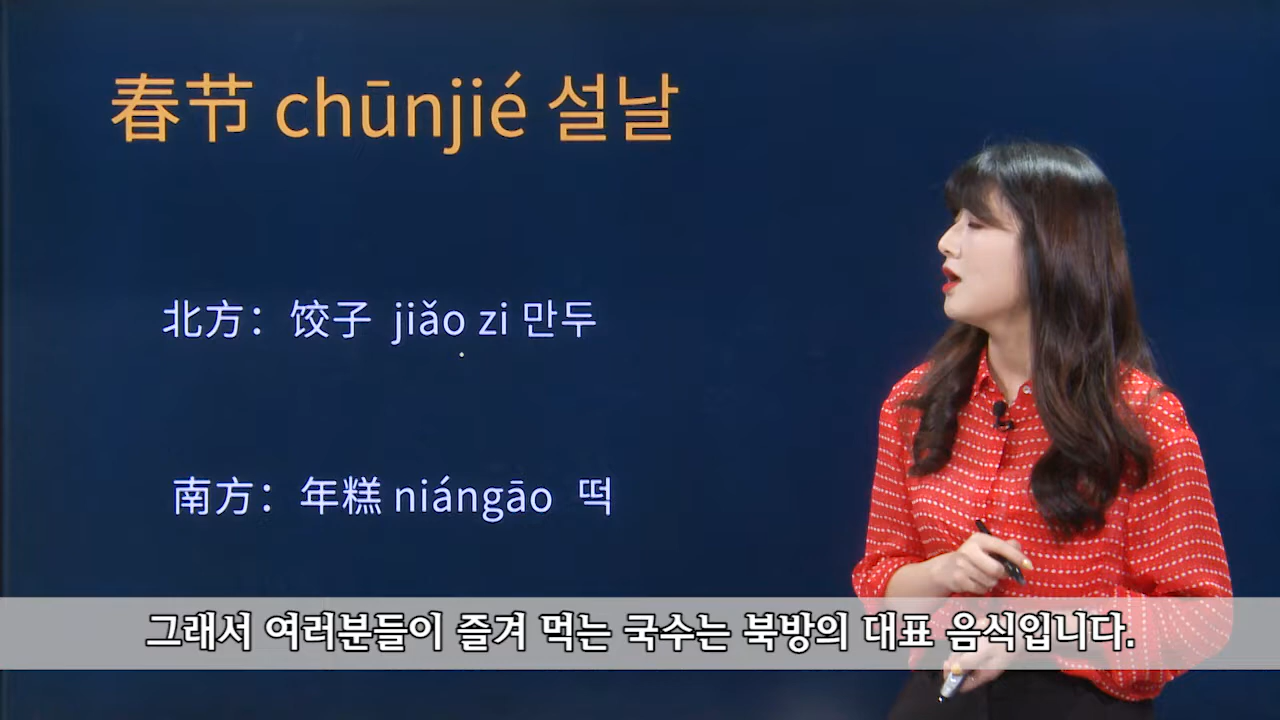 春节 chūnjié 설날
北方：饺子 jiǎo zi 만두
南方：年糕 niángāo 떡
그래서 여러분들이 즐겨 먹는 국수는 북방의 대표 음식입니다.